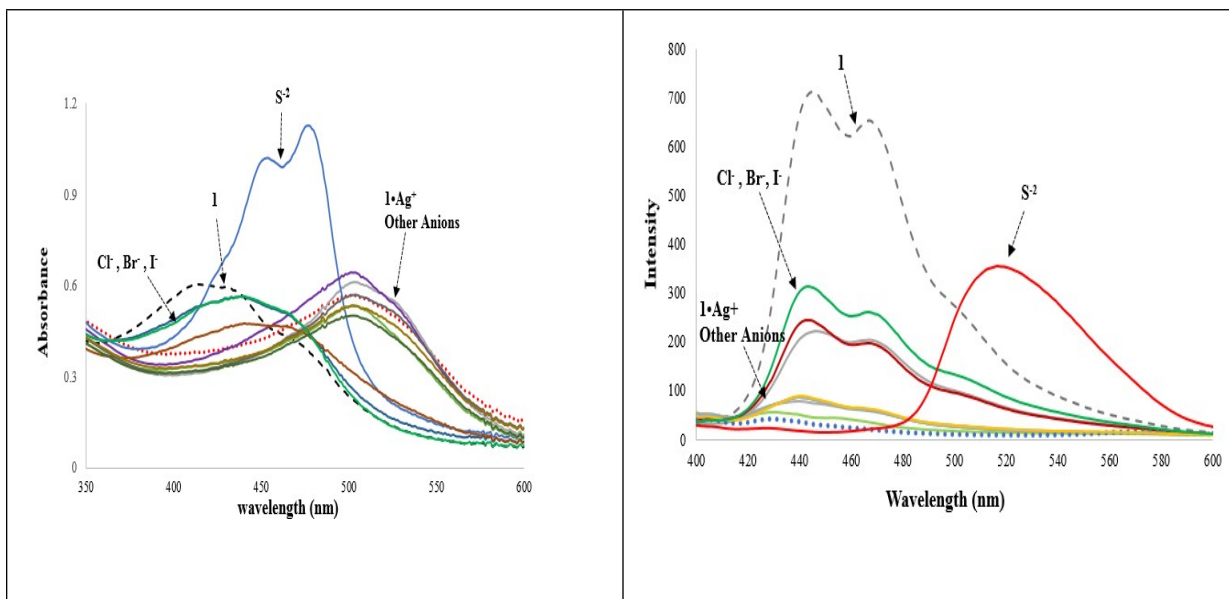 S⁻²
1
1•Ag⁺
Other Anions
Cl⁻ , Br⁻, I⁻
Absorbance
1.2
0.9
0.6
0.3
0
350
400
450
500
550
600
wavelength (nm)
1
Cl⁻ , Br⁻, I⁻
S⁻²
1•Ag+
Other Anions
Intensity
800
700
600
500
400
300
200
100
0
400
420
440
460
480
500
520
540
560
580
600
Wavelength (nm)